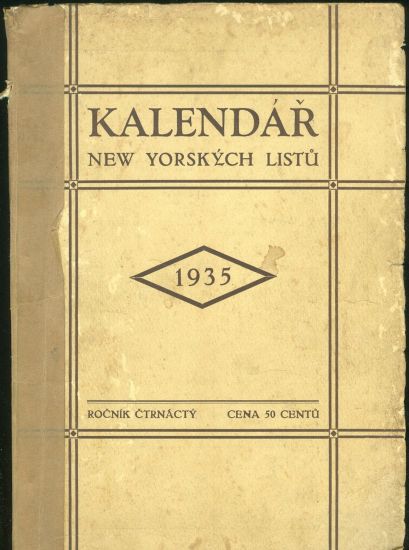 KALENDÁŘ
NEW YORSKÝCH LISTŮ
1935
ROČNÍK ČTRNÁCTÝ CENA 50 CENTŮ